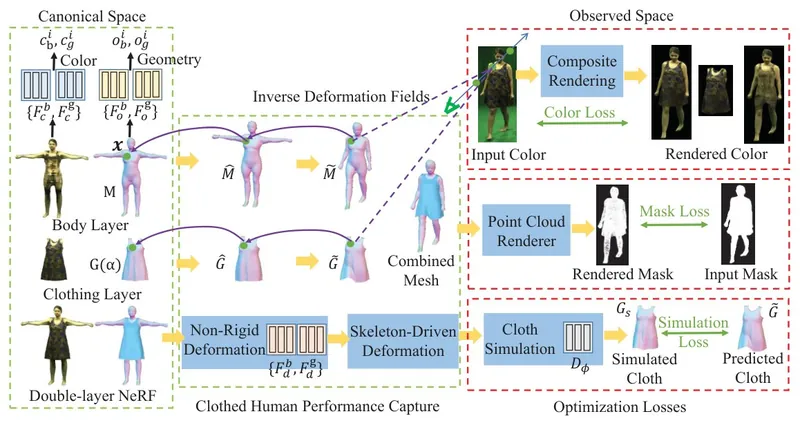 Canonical Space
Observed Space
c_b^i, c_g^i
o_b^i, o_g^i
Color
Geometry
{F_c^b, F_c^g}
{F_o^b, F_o^g}
x
M
Body Layer
G(α)
Clothing Layer
Double-layer NeRF
Inverse Deformation Fields
M̂
M̃
Ĝ
G̃
Combined
Mesh
Non-Rigid
Deformation
{F_d^b, F_d^g}
Skeleton-Driven
Deformation
Clothed Human Performance Capture
Input Color
Composite
Rendering
Color Loss
Rendered Color
Point Cloud
Renderer
Mask Loss
Rendered Mask
Input Mask
Cloth
Simulation
D_ϕ
G_s
Simulation
Loss
G̃
Simulated
Cloth
Predicted
Cloth
Optimization Losses